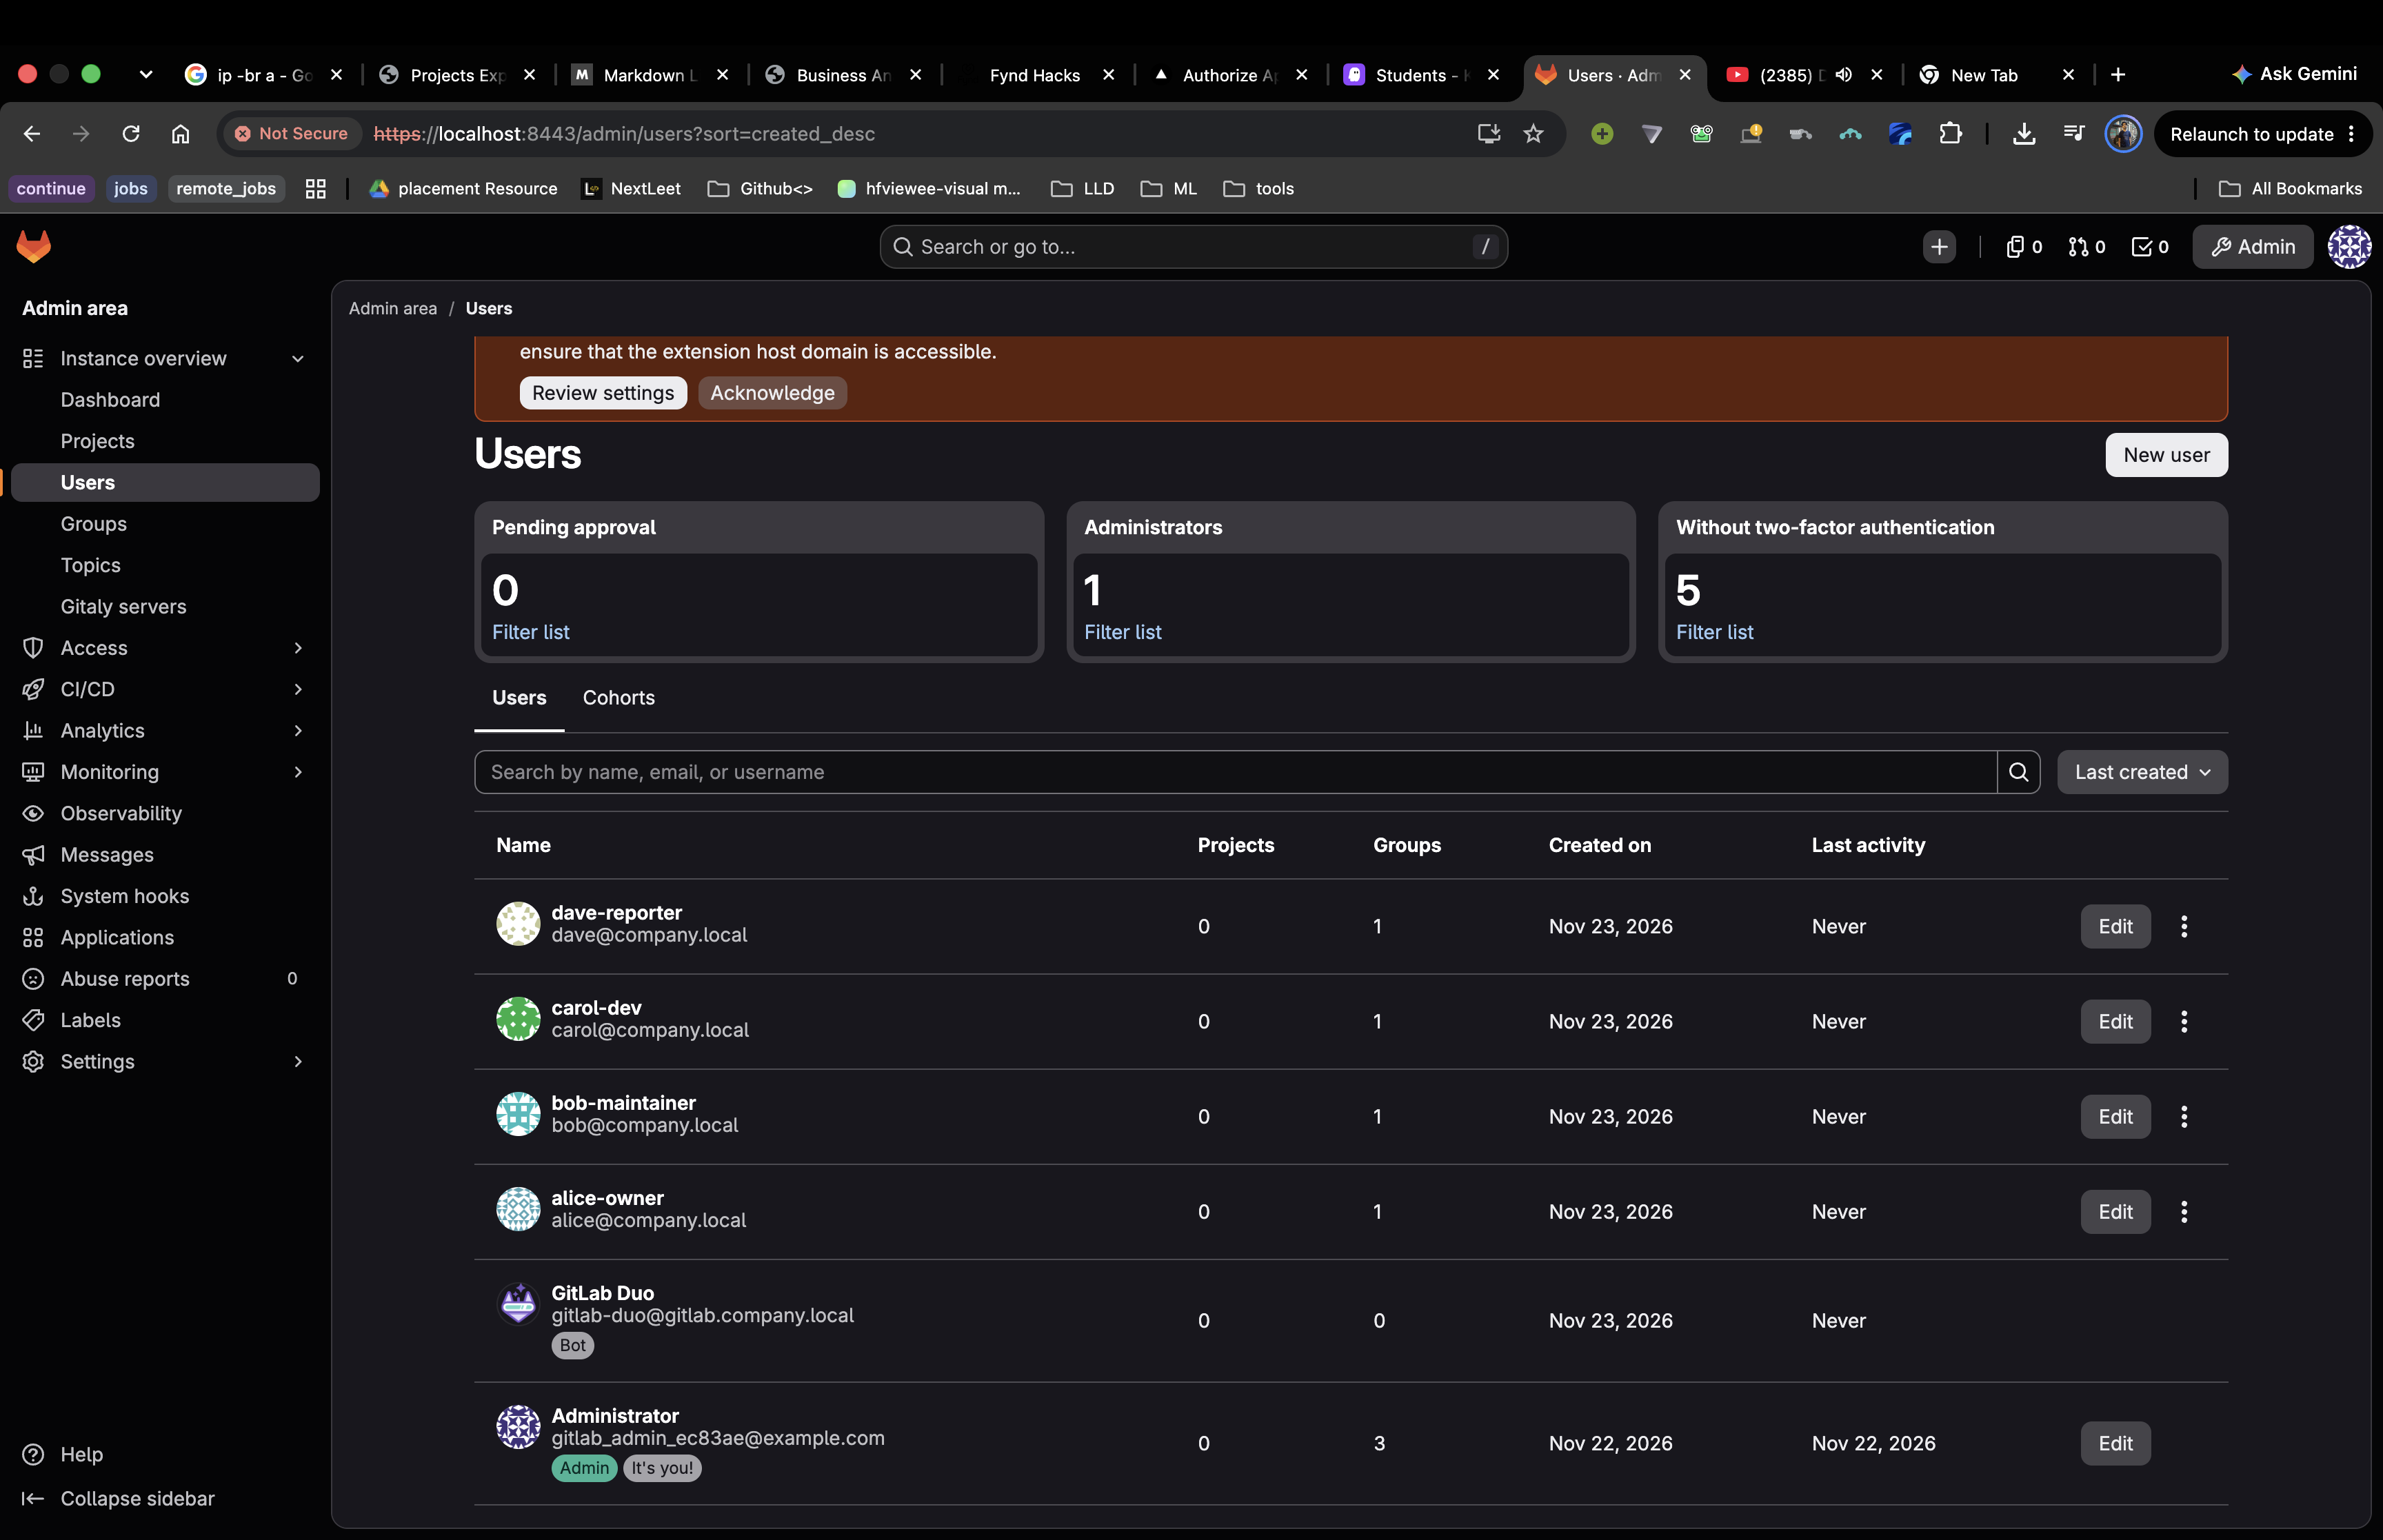 ip -br a - Go
Projects Exp
Markdown L
Business An
Fynd Hacks
Authorize Ap
Students -
Users · Adm
(2385)
New Tab
Ask Gemini
Not Secure https://localhost:8443/admin/users?sort=created_desc
Relaunch to update
continue jobs remote_jobs placement Resource NextLeet Github<> hfviewee-visual m... LLD ML tools All Bookmarks
Search or go to... /
0 0 0 Admin
Admin area
Instance overview
Dashboard
Projects
Users
Groups
Topics
Gitaly servers
Access
CI/CD
Analytics
Monitoring
Observability
Messages
System hooks
Applications
Abuse reports 0
Labels
Settings
Help
Collapse sidebar
Admin area / Users
ensure that the extension host domain is accessible.
Review settings Acknowledge
Users
New user
Pending approval
0
Filter list
Administrators
1
Filter list
Without two-factor authentication
5
Filter list
Users Cohorts
Search by name, email, or username
Last created
Name Projects Groups Created on Last activity
dave-reporter
dave@company.local
0 1 Nov 23, 2026 Never Edit
carol-dev
carol@company.local
0 1 Nov 23, 2026 Never Edit
bob-maintainer
bob@company.local
0 1 Nov 23, 2026 Never Edit
alice-owner
alice@company.local
0 1 Nov 23, 2026 Never Edit
GitLab Duo
gitlab-duo@gitlab.company.local
Bot
0 0 Nov 23, 2026 Never
Administrator
gitlab_admin_ec83ae@example.com
Admin It's you!
0 3 Nov 22, 2026 Nov 22, 2026 Edit